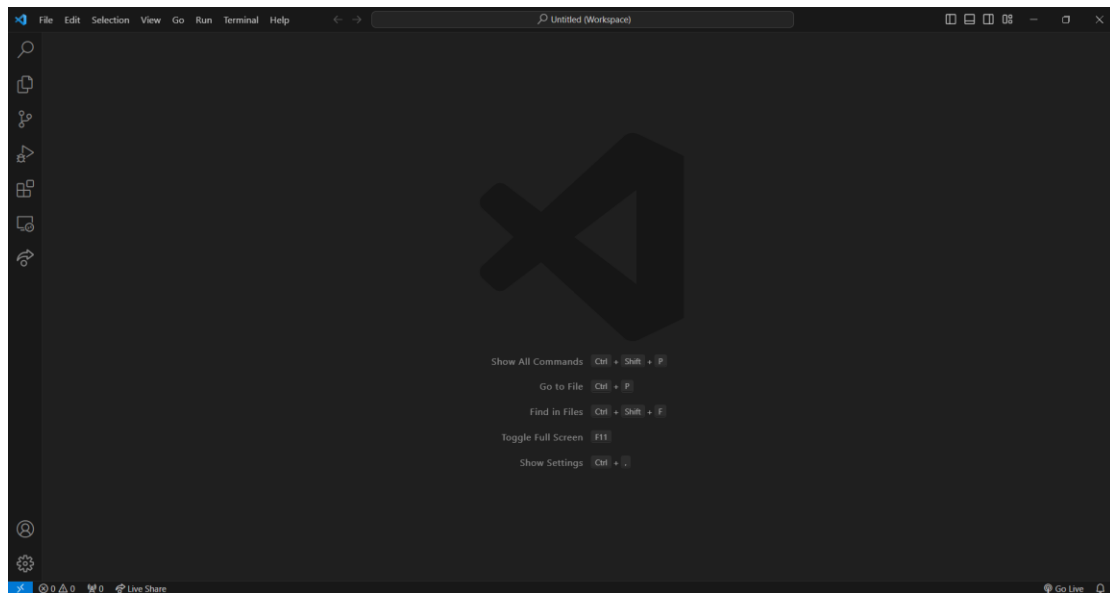 File Edit Selection View Go Run Terminal Help Untitled (Workspace)
Show All Commands Ctrl + Shift + P
Go to File Ctrl + P
Find in Files Ctrl + Shift + F
Toggle Full Screen F11
Show Settings Ctrl + ,
0 0 0 Live Share Go Live